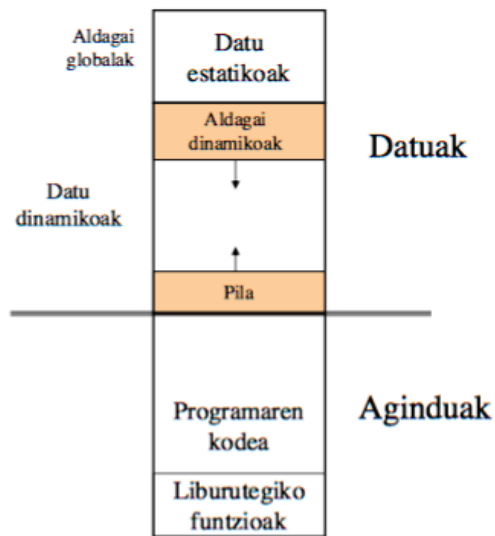 Aldagai
globalak
Datu
estatikoak
Aldagai
dinamikoak
Datuak
Datu
dinamikoak
Pila
Programaren
kodea
Aginduak
Liburutegiko
funtzioak